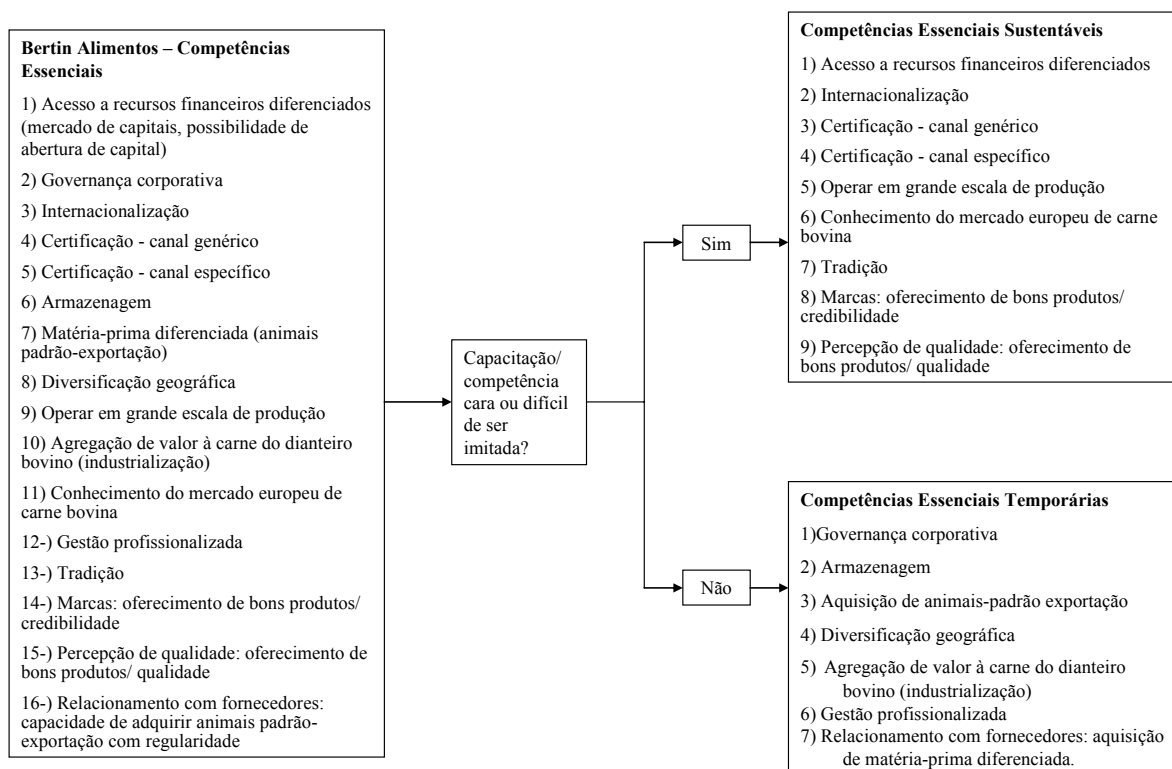 Bertin Alimentos – Competências
Essenciais
1) Acesso a recursos financeiros diferenciados
(mercado de capitais, possibilidade de
abertura de capital)
2) Governança corporativa
3) Internacionalização
4) Certificação - canal genérico
5) Certificação - canal específico
6) Armazenagem
7) Matéria-prima diferenciada (animais
padrão-exportação)
8) Diversificação geográfica
9) Operar em grande escala de produção
10) Agregação de valor à carne do dianteiro
bovino (industrialização)
11) Conhecimento do mercado europeu de
carne bovina
12-) Gestão profissionalizada
13-) Tradição
14-) Marcas: oferecimento de bons produtos/
credibilidade
15-) Percepção de qualidade: oferecimento de
bons produtos/ qualidade
16-) Relacionamento com fornecedores:
capacidade de adquirir animais padrão-
exportação com regularidade
Capacitação/
competência
cara ou difícil
de ser
imitada?
Sim
Não
Competências Essenciais Sustentáveis
1) Acesso a recursos financeiros diferenciados
2) Internacionalização
3) Certificação - canal genérico
4) Certificação - canal específico
5) Operar em grande escala de produção
6) Conhecimento do mercado europeu de carne
bovina
7) Tradição
8) Marcas: oferecimento de bons produtos/
credibilidade
9) Percepção de qualidade: oferecimento de
bons produtos/ qualidade
Competências Essenciais Temporárias
1)Governança corporativa
2) Armazenagem
3) Aquisição de animais-padrão exportação
4) Diversificação geográfica
5) Agregação de valor à carne do dianteiro
bovino (industrialização)
6) Gestão profissionalizada
7) Relacionamento com fornecedores: aquisição
de matéria-prima diferenciada.